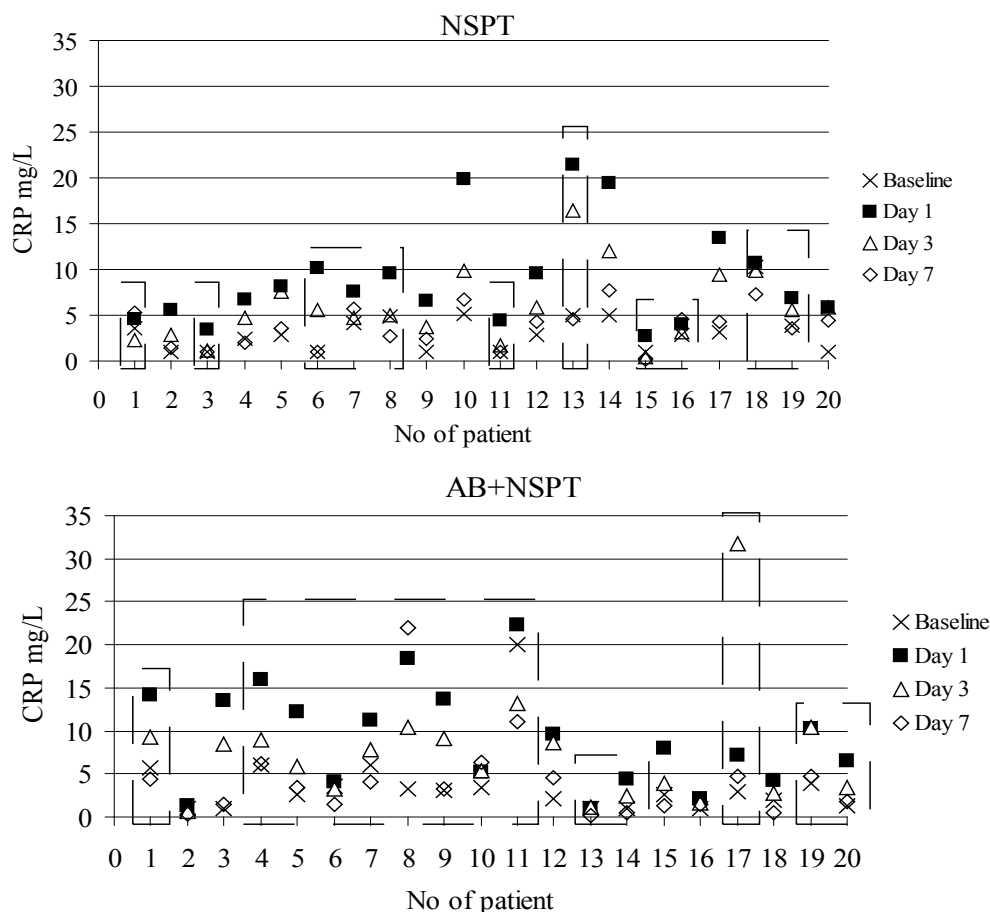 NSPT
35
30
25
20
15
10
5
0
CRP mg/L
0 1 2 3 4 5 6 7 8 9 10 11 12 13 14 15 16 17 18 19 20
No of patient
Baseline
Day 1
Day 3
Day 7
AB+NSPT
35
30
25
20
15
10
5
0
CRP mg/L
0 1 2 3 4 5 6 7 8 9 10 11 12 13 14 15 16 17 18 19 20
No of patient
Baseline
Day 1
Day 3
Day 7